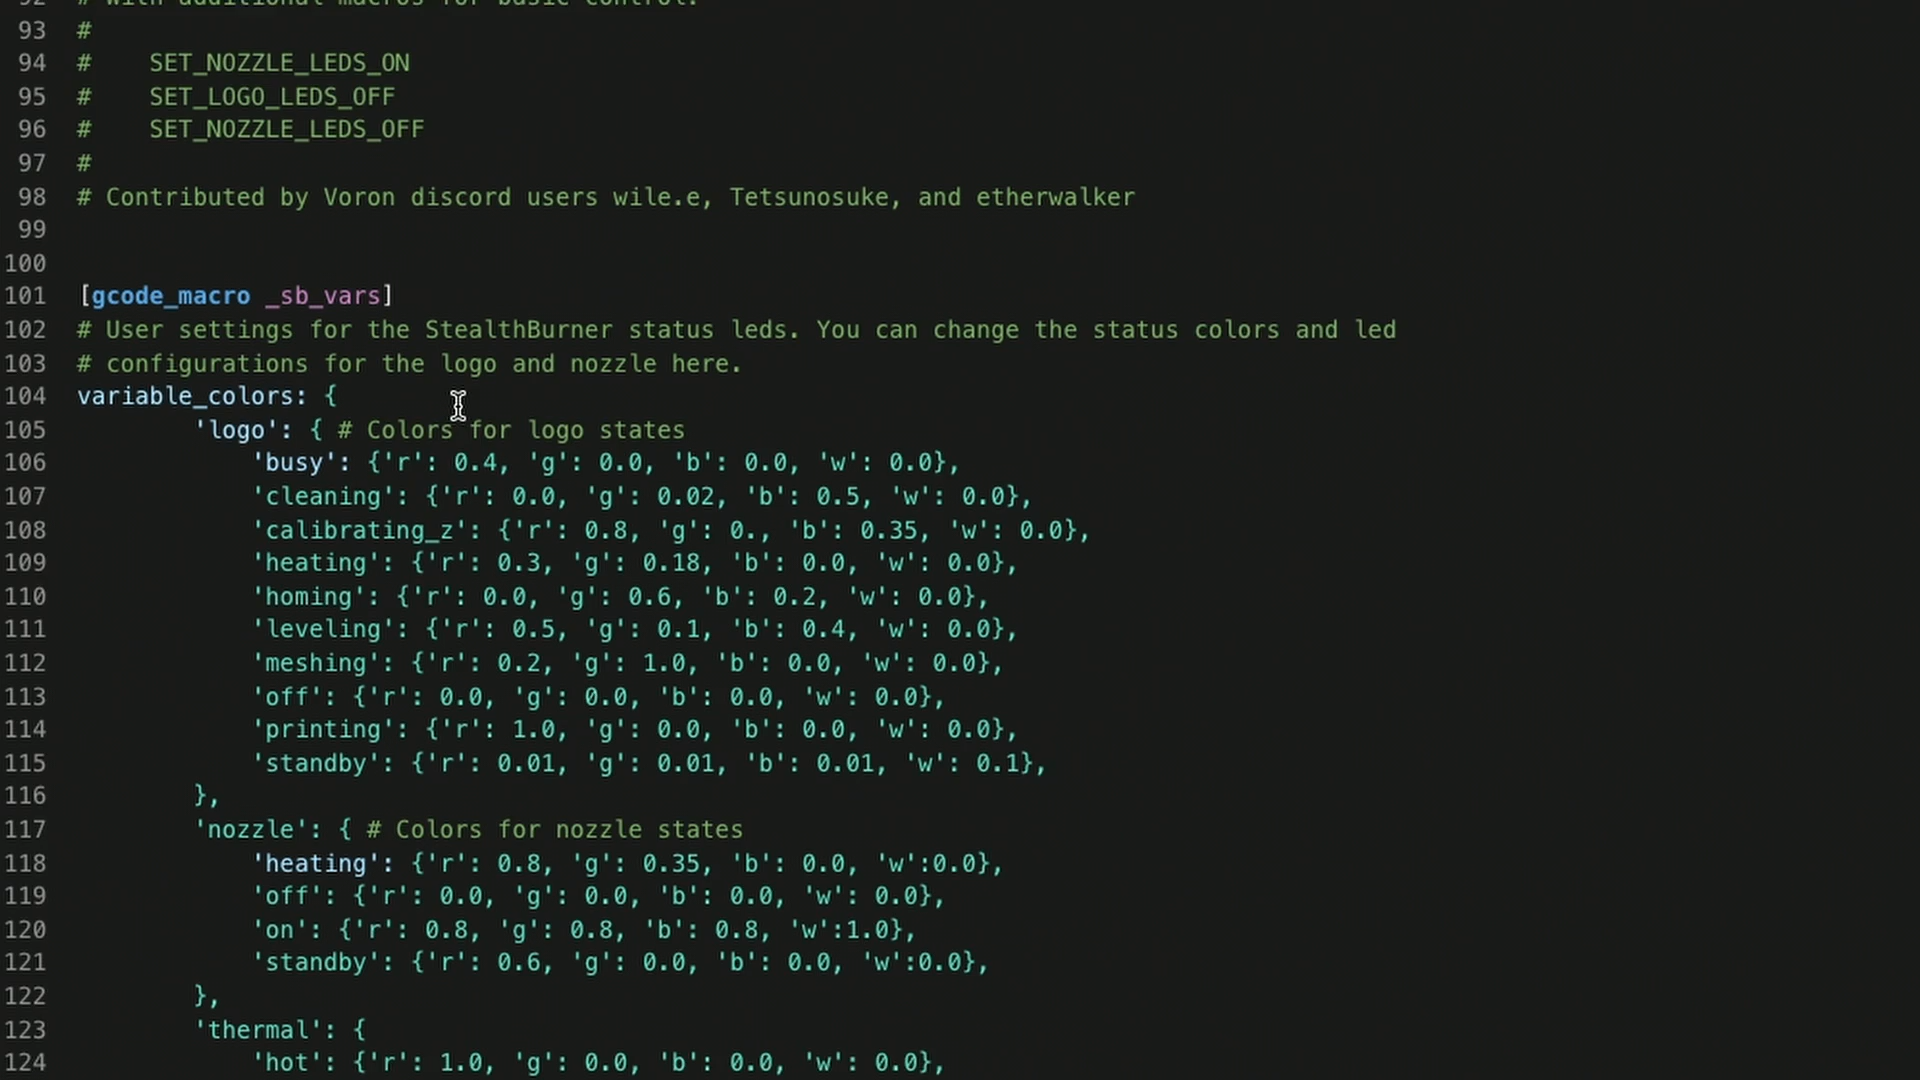 92 # with additional macros for basic control.
93 #
94 #    SET_NOZZLE_LEDS_ON
95 #    SET_LOGO_LEDS_OFF
96 #    SET_NOZZLE_LEDS_OFF
97 #
98 # Contributed by Voron discord users wile.e, Tetsunosuke, and etherwalker
99
100
101 [gcode_macro _sb_vars]
102 # User settings for the StealthBurner status leds. You can change the status colors and led
103 # configurations for the logo and nozzle here.
104 variable_colors: {
105         'logo': { # Colors for logo states
106             'busy': {'r': 0.4, 'g': 0.0, 'b': 0.0, 'w': 0.0},
107             'cleaning': {'r': 0.0, 'g': 0.02, 'b': 0.5, 'w': 0.0},
108             'calibrating_z': {'r': 0.8, 'g': 0., 'b': 0.35, 'w': 0.0},
109             'heating': {'r': 0.3, 'g': 0.18, 'b': 0.0, 'w': 0.0},
110             'homing': {'r': 0.0, 'g': 0.6, 'b': 0.2, 'w': 0.0},
111             'leveling': {'r': 0.5, 'g': 0.1, 'b': 0.4, 'w': 0.0},
112             'meshing': {'r': 0.2, 'g': 1.0, 'b': 0.0, 'w': 0.0},
113             'off': {'r': 0.0, 'g': 0.0, 'b': 0.0, 'w': 0.0},
114             'printing': {'r': 1.0, 'g': 0.0, 'b': 0.0, 'w': 0.0},
115             'standby': {'r': 0.01, 'g': 0.01, 'b': 0.01, 'w': 0.1},
116         },
117         'nozzle': { # Colors for nozzle states
118             'heating': {'r': 0.8, 'g': 0.35, 'b': 0.0, 'w':0.0},
119             'off': {'r': 0.0, 'g': 0.0, 'b': 0.0, 'w': 0.0},
120             'on': {'r': 0.8, 'g': 0.8, 'b': 0.8, 'w':1.0},
121             'standby': {'r': 0.6, 'g': 0.0, 'b': 0.0, 'w':0.0},
122         },
123         'thermal': {
124             'hot': {'r': 1.0, 'g': 0.0, 'b': 0.0, 'w': 0.0},